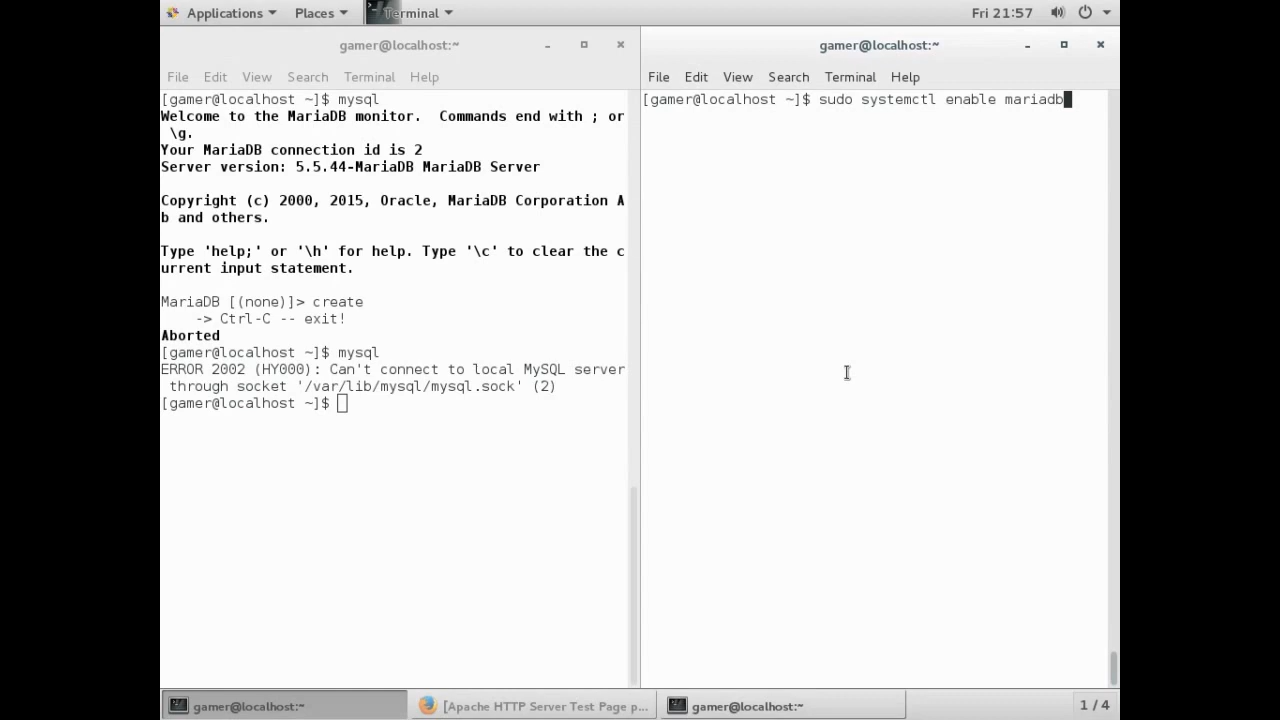 Applications Places Terminal Fri 21:57
gamer@localhost:~
File Edit View Search Terminal Help
[gamer@localhost ~]$ mysql
Welcome to the MariaDB monitor.  Commands end with ; or
 \g.
Your MariaDB connection id is 2
Server version: 5.5.44-MariaDB MariaDB Server
Copyright (c) 2000, 2015, Oracle, MariaDB Corporation A
b and others.
Type 'help;' or '\h' for help. Type '\c' to clear the c
urrent input statement.
MariaDB [(none)]> create
    -> Ctrl-C -- exit!
Aborted
[gamer@localhost ~]$ mysql
ERROR 2002 (HY000): Can't connect to local MySQL server
 through socket '/var/lib/mysql/mysql.sock' (2)
[gamer@localhost ~]$
gamer@localhost:~
File Edit View Search Terminal Help
[gamer@localhost ~]$ sudo systemctl enable mariadb
gamer@localhost:~ [Apache HTTP Server Test Page p... gamer@localhost:~ 1 / 4